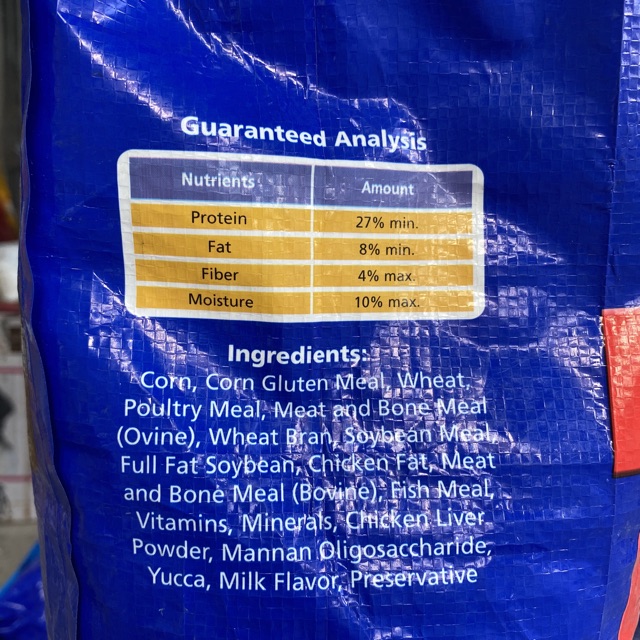 Guaranteed Analysis
Nutrients Amount
Protein 27% min.
Fat 8% min.
Fiber 4% max.
Moisture 10% max.
Ingredients:
Corn, Corn Gluten Meal, Wheat,
Poultry Meal, Meat and Bone Meal
(Ovine), Wheat Bran, Soybean Meal,
Full Fat Soybean, Chicken Fat, Meat
and Bone Meal (Bovine), Fish Meal,
Vitamins, Minerals, Chicken Liver
Powder, Mannan Oligosaccharide,
Yucca, Milk Flavor, Preservative